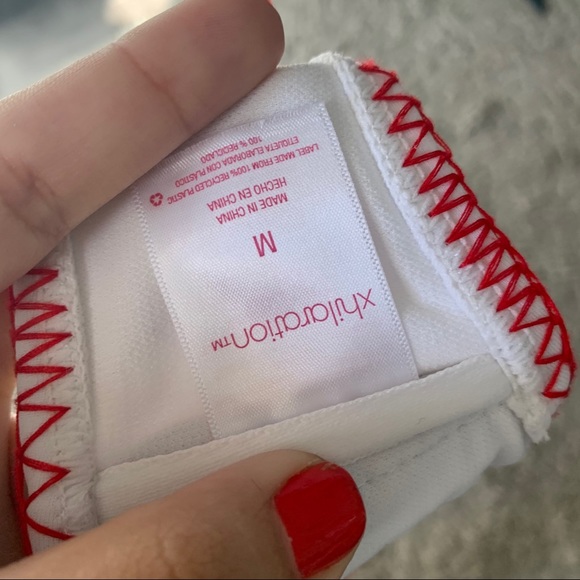 xhilaration™
M
MADE IN CHINA
HECHO EN CHINA
LABEL MADE FROM 100% RECYCLED PLASTIC
ETIQUETA ELABORADA CON PLÁSTICO
100 % RECICLADO